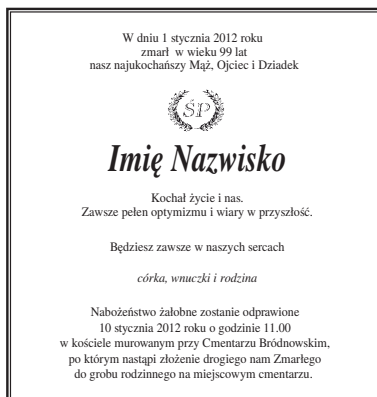 W dniu 1 stycznia 2012 roku
zmarł w wieku 99 lat
nasz najukochańszy Mąż, Ojciec i Dziadek
ŚP
Imię Nazwisko
Kochał życie i nas.
Zawsze pełen optymizmu i wiary w przyszłość.
Będziesz zawsze w naszych sercach
córka, wnuczki i rodzina
Nabożeństwo żałobne zostanie odprawione
10 stycznia 2012 roku o godzinie 11.00
w kościele murowanym przy Cmentarzu Bródnowskim,
po którym nastąpi złożenie drogiego nam Zmarłego
do grobu rodzinnego na miejscowym cmentarzu.